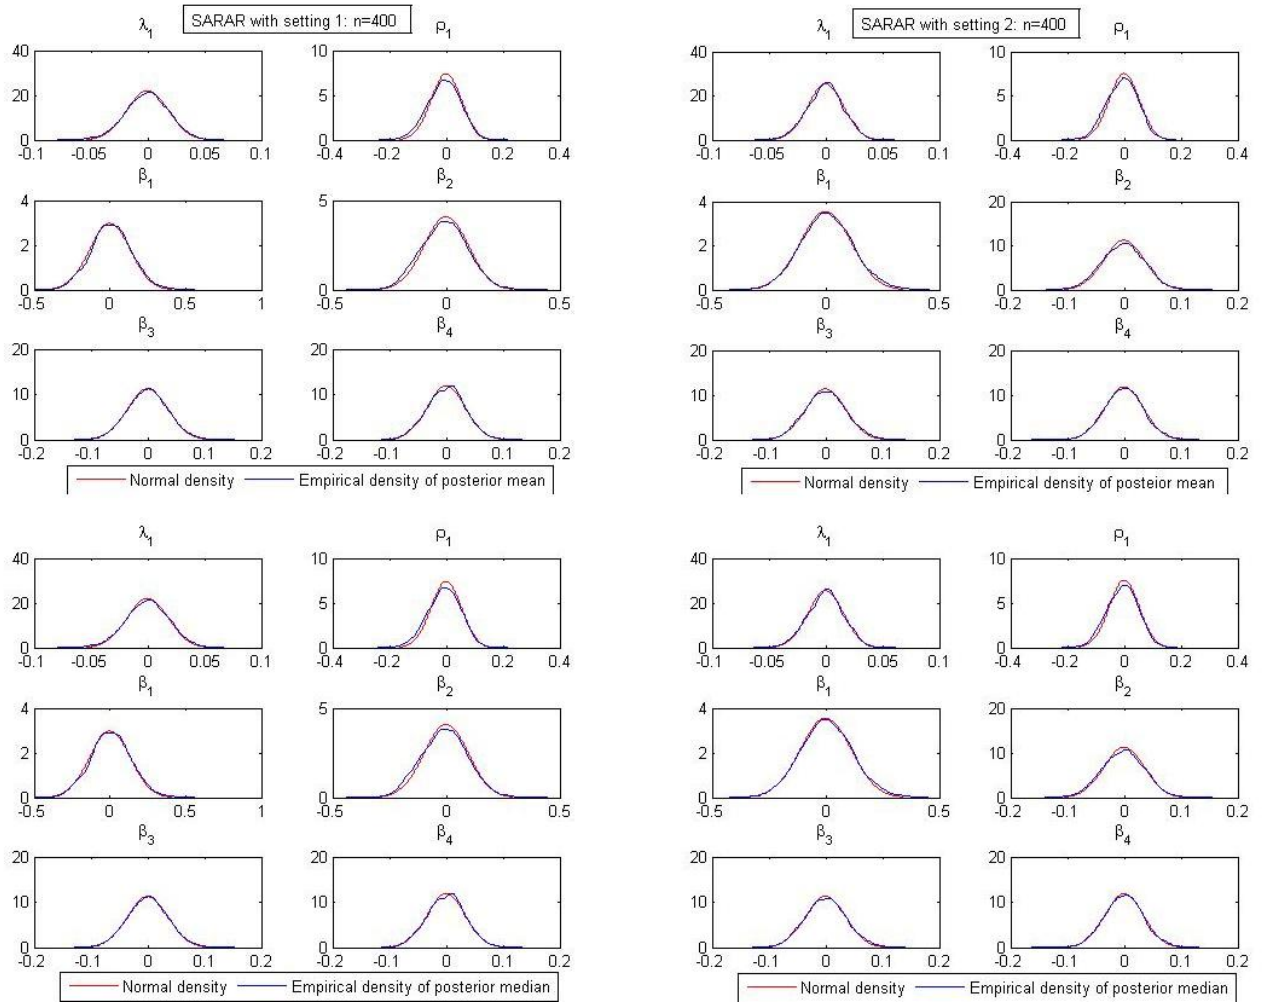 SARAR with setting 1: n=400
λ1 ρ1
40 10
20 5
0 0
-0.1 -0.05 0 0.05 0.1 -0.4 -0.2 0 0.2 0.4
β1 β2
4 5
2
0 0
-0.5 0 0.5 1 -0.5 0 0.5
β3 β4
20 20
10 10
0 0
-0.2 -0.1 0 0.1 0.2 -0.2 -0.1 0 0.1 0.2
Normal density Empirical density of posterior mean
SARAR with setting 2: n=400
λ1 ρ1
40 10
20 5
0 0
-0.1 -0.05 0 0.05 0.1 -0.4 -0.2 0 0.2 0.4
β1 β2
4 20
2 10
0 0
-0.5 0 0.5 -0.2 -0.1 0 0.1 0.2
β3 β4
20 20
10 10
0 0
-0.2 -0.1 0 0.1 0.2 -0.2 -0.1 0 0.1 0.2
Normal density Empirical density of posteior mean
λ1 ρ1
40 10
20 5
0 0
-0.1 -0.05 0 0.05 0.1 -0.4 -0.2 0 0.2 0.4
β1 β2
4 5
2
0 0
-0.5 0 0.5 1 -0.5 0 0.5
β3 β4
20 20
10 10
0 0
-0.2 -0.1 0 0.1 0.2 -0.2 -0.1 0 0.1 0.2
Normal density Empirical density of posterior median
λ1 ρ1
40 10
20 5
0 0
-0.1 -0.05 0 0.05 0.1 -0.4 -0.2 0 0.2 0.4
β1 β2
4 20
2 10
0 0
-0.5 0 0.5 -0.2 -0.1 0 0.1 0.2
β3 β4
20 20
10 10
0 0
-0.2 -0.1 0 0.1 0.2 -0.2 -0.1 0 0.1 0.2
Normal density Empirical density of posterior median